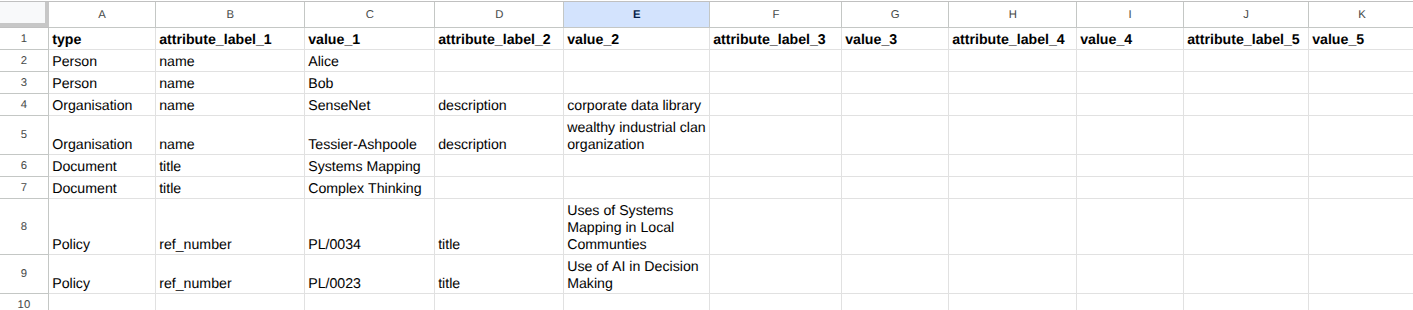 A B C D E F G H I J K
1 type attribute_label_1 value_1 attribute_label_2 value_2 attribute_label_3 value_3 attribute_label_4 value_4 attribute_label_5 value_5
2 Person name Alice
3 Person name Bob
4 Organisation name SenseNet description corporate data library
wealthy industrial clan
5 Organisation name Tessier-Ashpoole description organization
6 Document title Systems Mapping
7 Document title Complex Thinking
Uses of Systems
Mapping in Local
8 Policy ref_number PL/0034 title Communties
Use of AI in Decision
9 Policy ref_number PL/0023 title Making
10